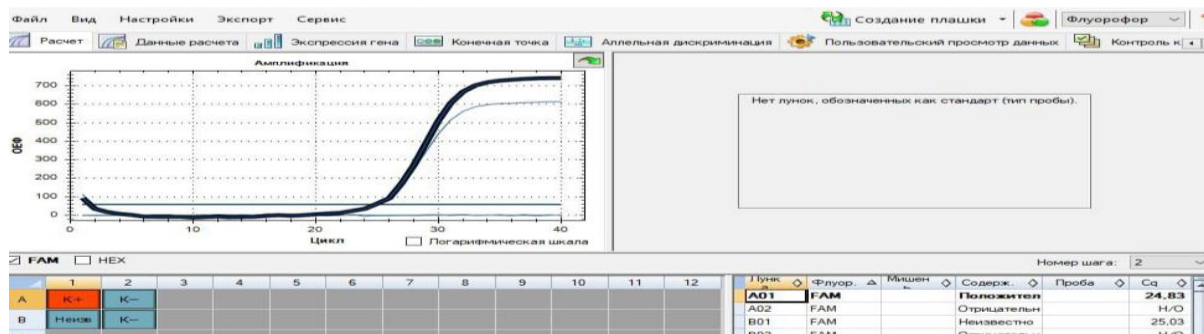 Файл Вид Настройки Экспорт Сервис Создание плашки Флуорофор
Расчет Данные расчета Экспрессия гена Конечная точка Аллельная дискриминация Пользовательский просмотр данных Контроль к
Амплификация
700
600
500
400
300
200
100
0
ОЕФ
0 10 20 30 40
Цикл
Логарифмическая шкала
Нет лунок, обозначенных как стандарт (тип пробы).
FAM HEX Номер шага: 2
1 2 3 4 5 6 7 8 9 10 11 12
A К+ К–
B Неизв К–
Флуор. Мишен Содерж. Проба Cq
A01 FAM Положител 24,83
A02 FAM Отрицательн Н/О
B01 FAM Неизвестно 25,03